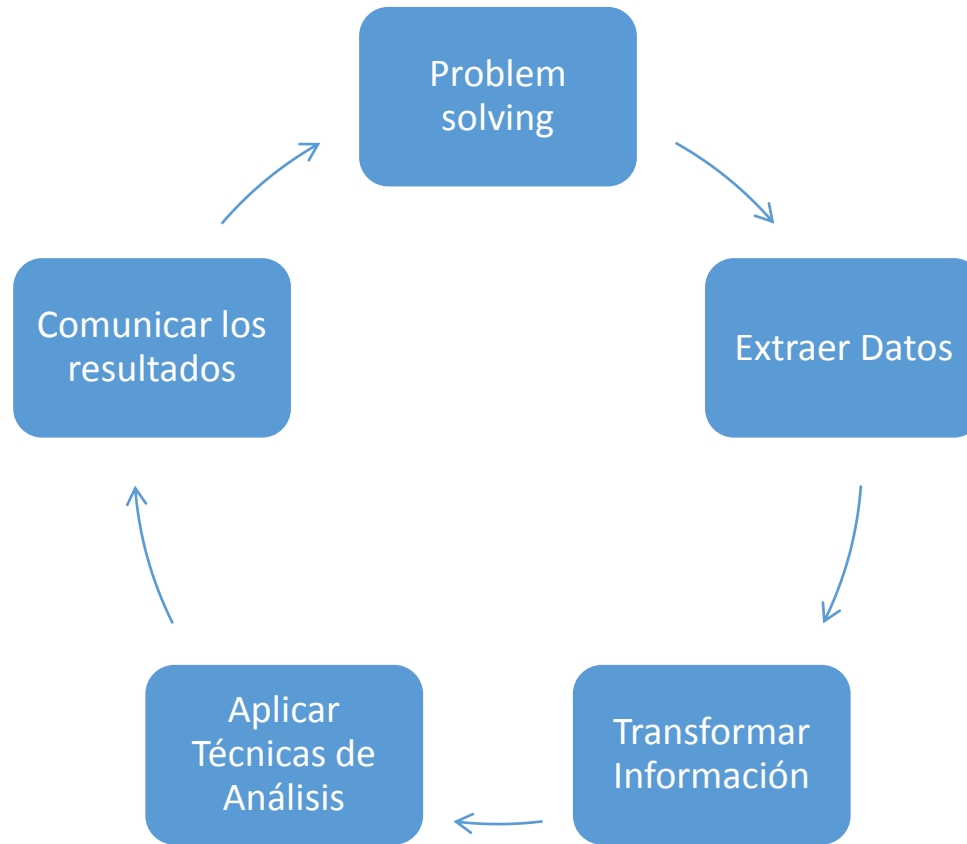 Problem
solving
Comunicar los
resultados
Extraer Datos
Aplicar
Técnicas de
Análisis
Transformar
Información